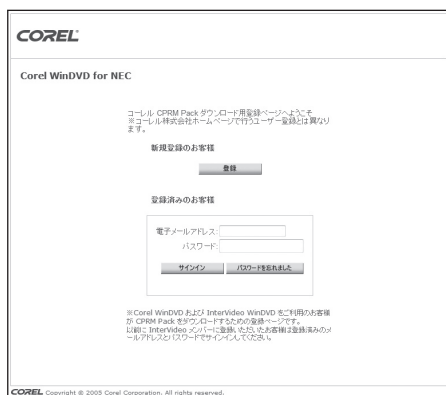 COREL
Corel WinDVD for NEC
コーレル CPRM Pack ダウンロード用登録ページへようこそ
※コーレル株式会社ホームページで行うユーザー登録とは異なり
ます。
新規登録のお客様
登録
登録済みのお客様
電子メールアドレス:
パスワード:
サインイン パスワードを忘れました
※Corel WinDVD および InterVideo WinDVD をご利用のお客様
が CPRM Pack をダウンロードするための登録ページです。
以前に InterVideo メンバーに登録いただいたお客様は登録済みのメ
ールアドレスとパスワードでサインインしてください。
COREL Copyright © 2005 Corel Corporation. All rights reserved.